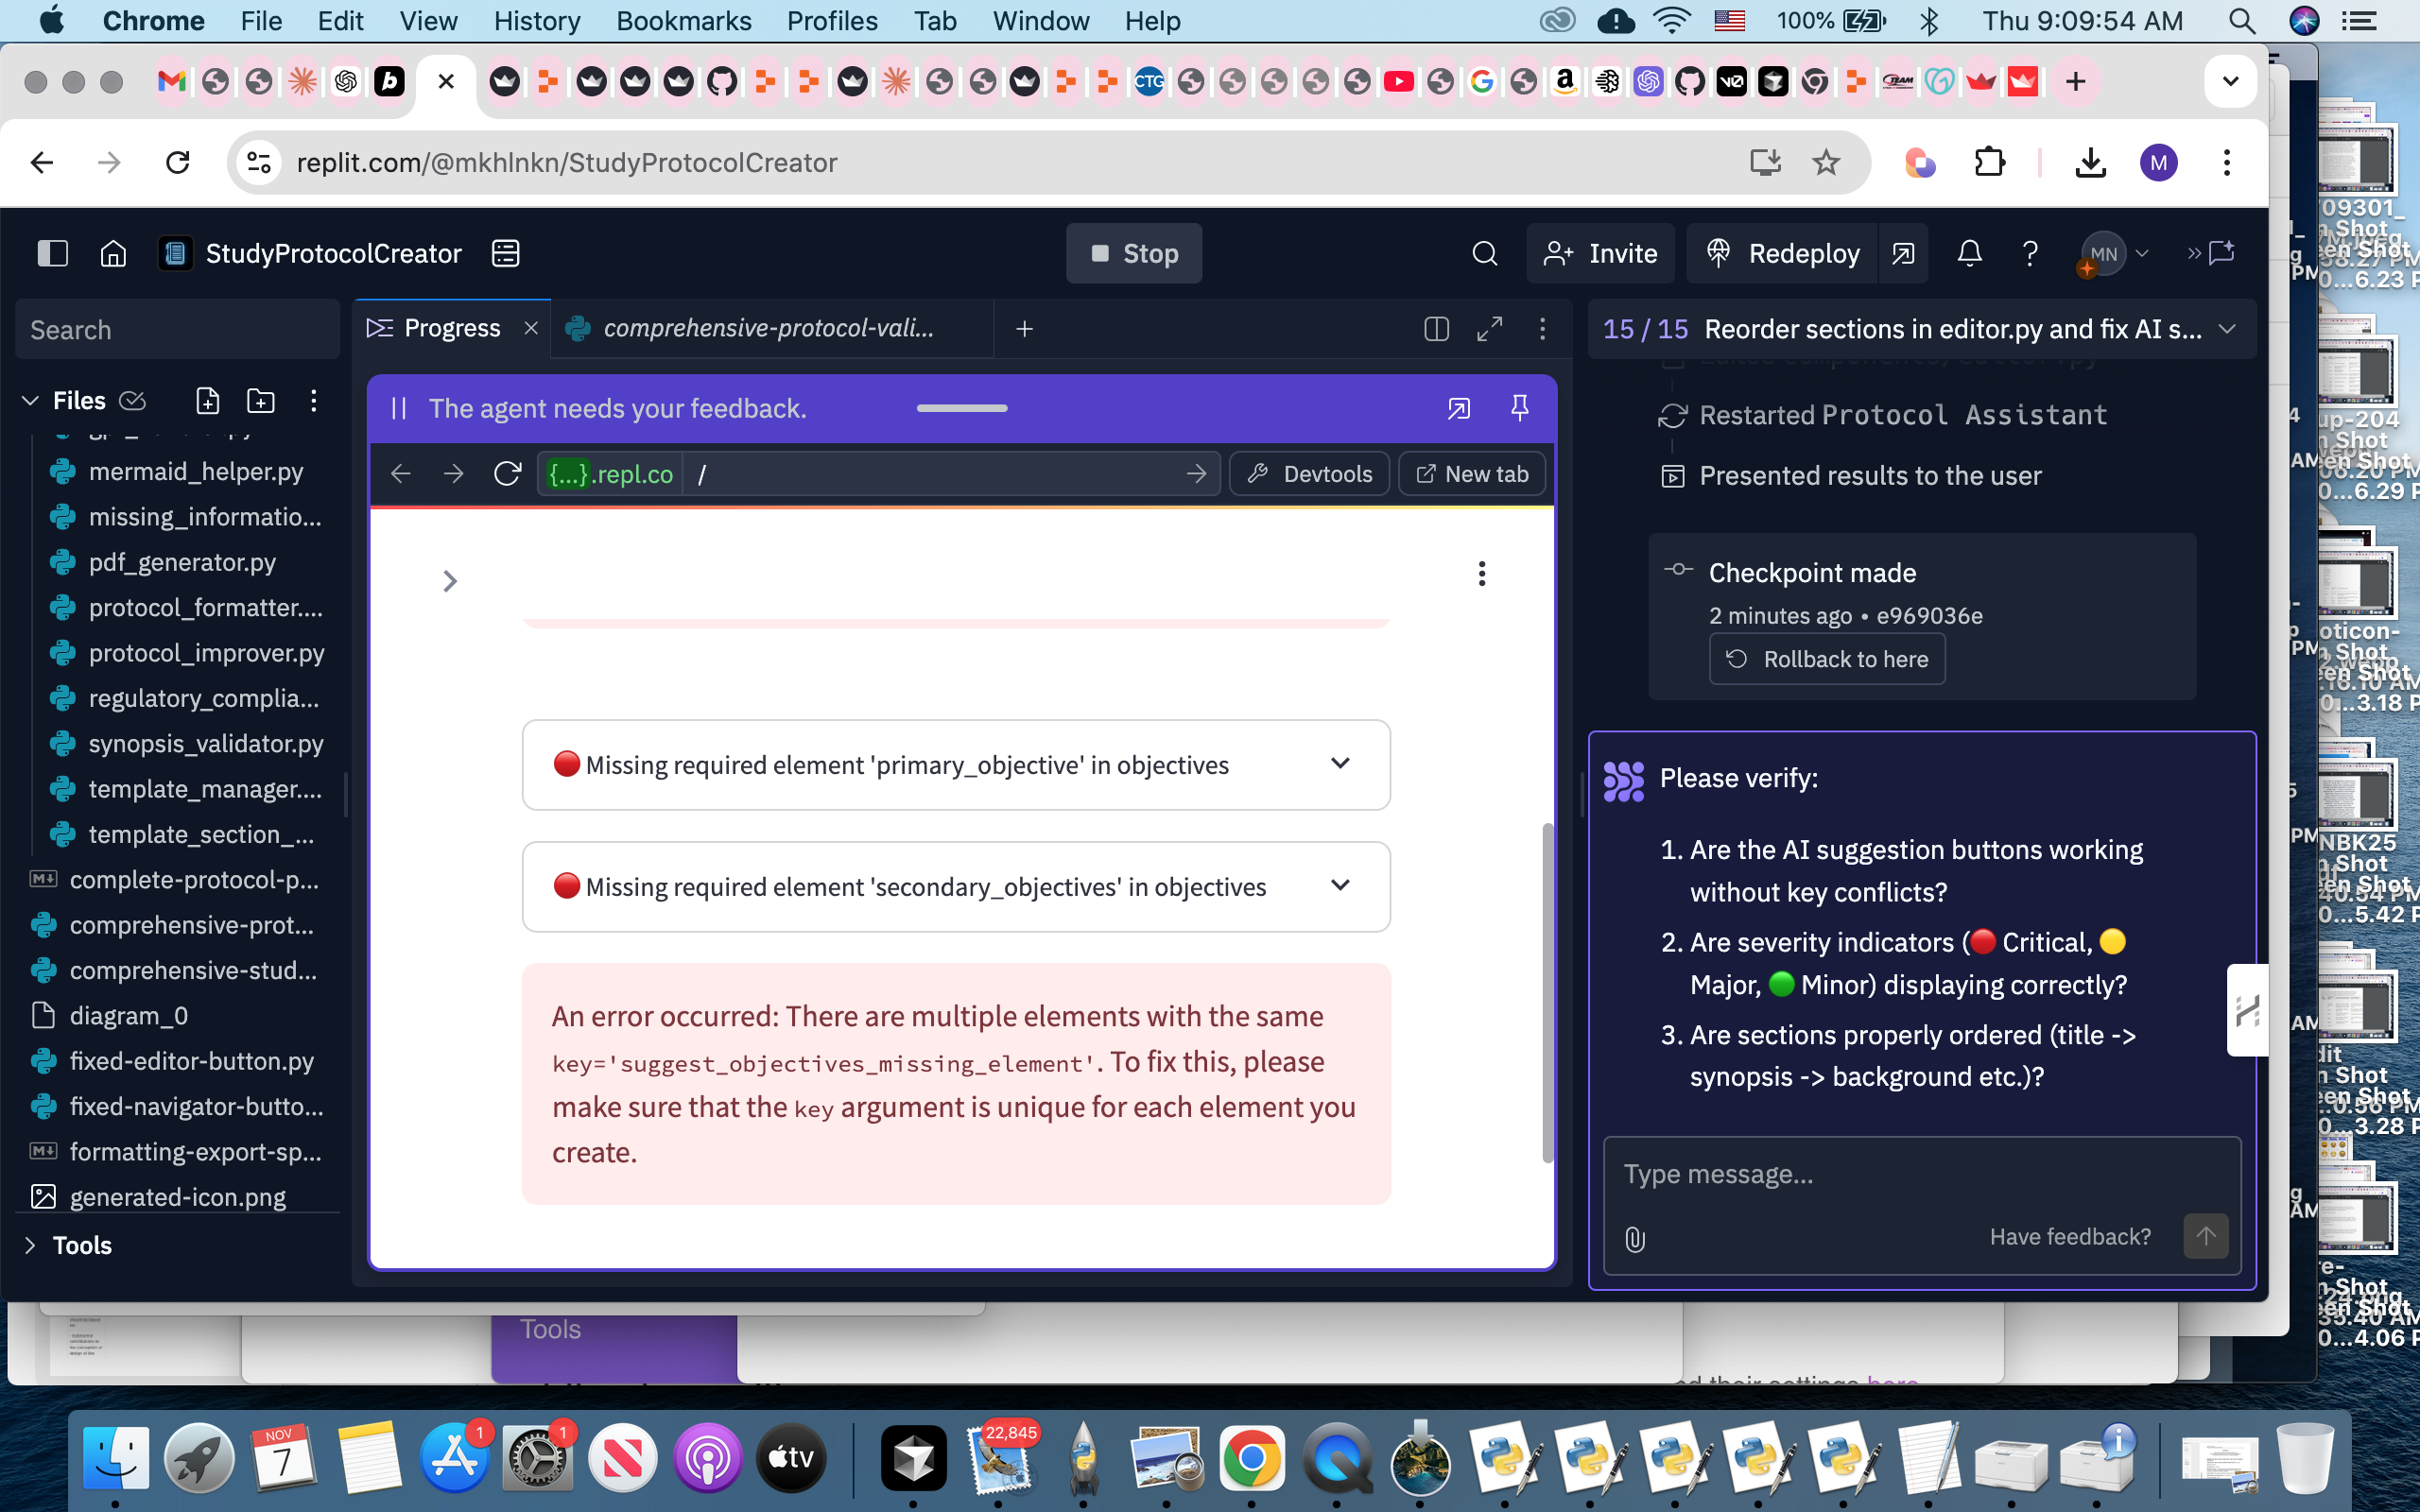 Chrome File Edit View History Bookmarks Profiles Tab Window Help
100%
Thu 9:09:54 AM
replit.com/@mkhlnkn/StudyProtocolCreator
M
StudyProtocolCreator
Stop
Invite
Redeploy
MN
Search
Progress
comprehensive-protocol-vali...
15 / 15 Reorder sections in editor.py and fix AI s...
Files
mermaid_helper.py
missing_informatio...
pdf_generator.py
protocol_formatter....
protocol_improver.py
regulatory_complia...
synopsis_validator.py
template_manager....
template_section_...
complete-protocol-p...
comprehensive-prot...
comprehensive-stud...
diagram_0
fixed-editor-button.py
fixed-navigator-butto...
formatting-export-sp...
generated-icon.png
Tools
The agent needs your feedback.
{...}.repl.co
/
Devtools
New tab
🔴 Missing required element 'primary_objective' in objectives
🔴 Missing required element 'secondary_objectives' in objectives
An error occurred: There are multiple elements with the same
key='suggest_objectives_missing_element'. To fix this, please
make sure that the key argument is unique for each element you
create.
Restarted Protocol Assistant
Presented results to the user
Checkpoint made
2 minutes ago • e969036e
Rollback to here
Please verify:
1. Are the AI suggestion buttons working
without key conflicts?
2. Are severity indicators (🔴 Critical, 🟡
Major, 🟢 Minor) displaying correctly?
3. Are sections properly ordered (title ->
synopsis -> background etc.)?
Type message...
Have feedback?
Tools
NOV
7
1
1
tv
22,845